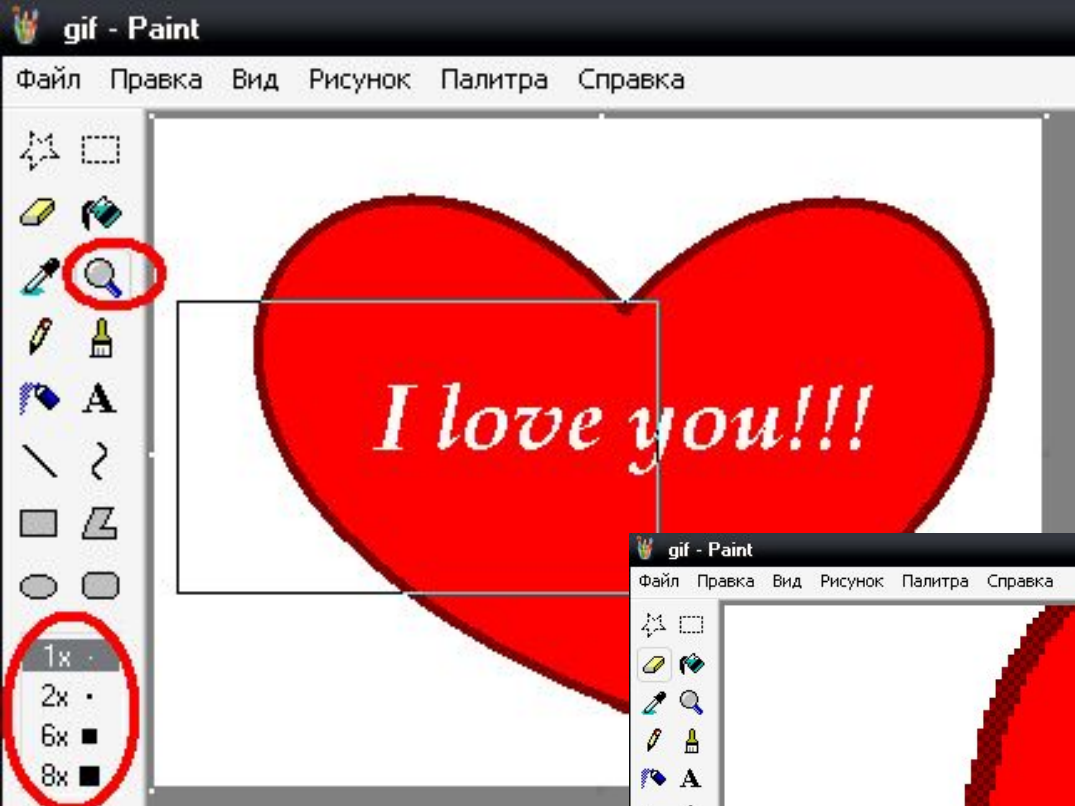 gif - Paint
Файл Правка Вид Рисунок Палитра Справка
A
I love you!!!
1x
2x
6x
8x
gif - Paint
Файл Правка Вид Рисунок Палитра Справка
A